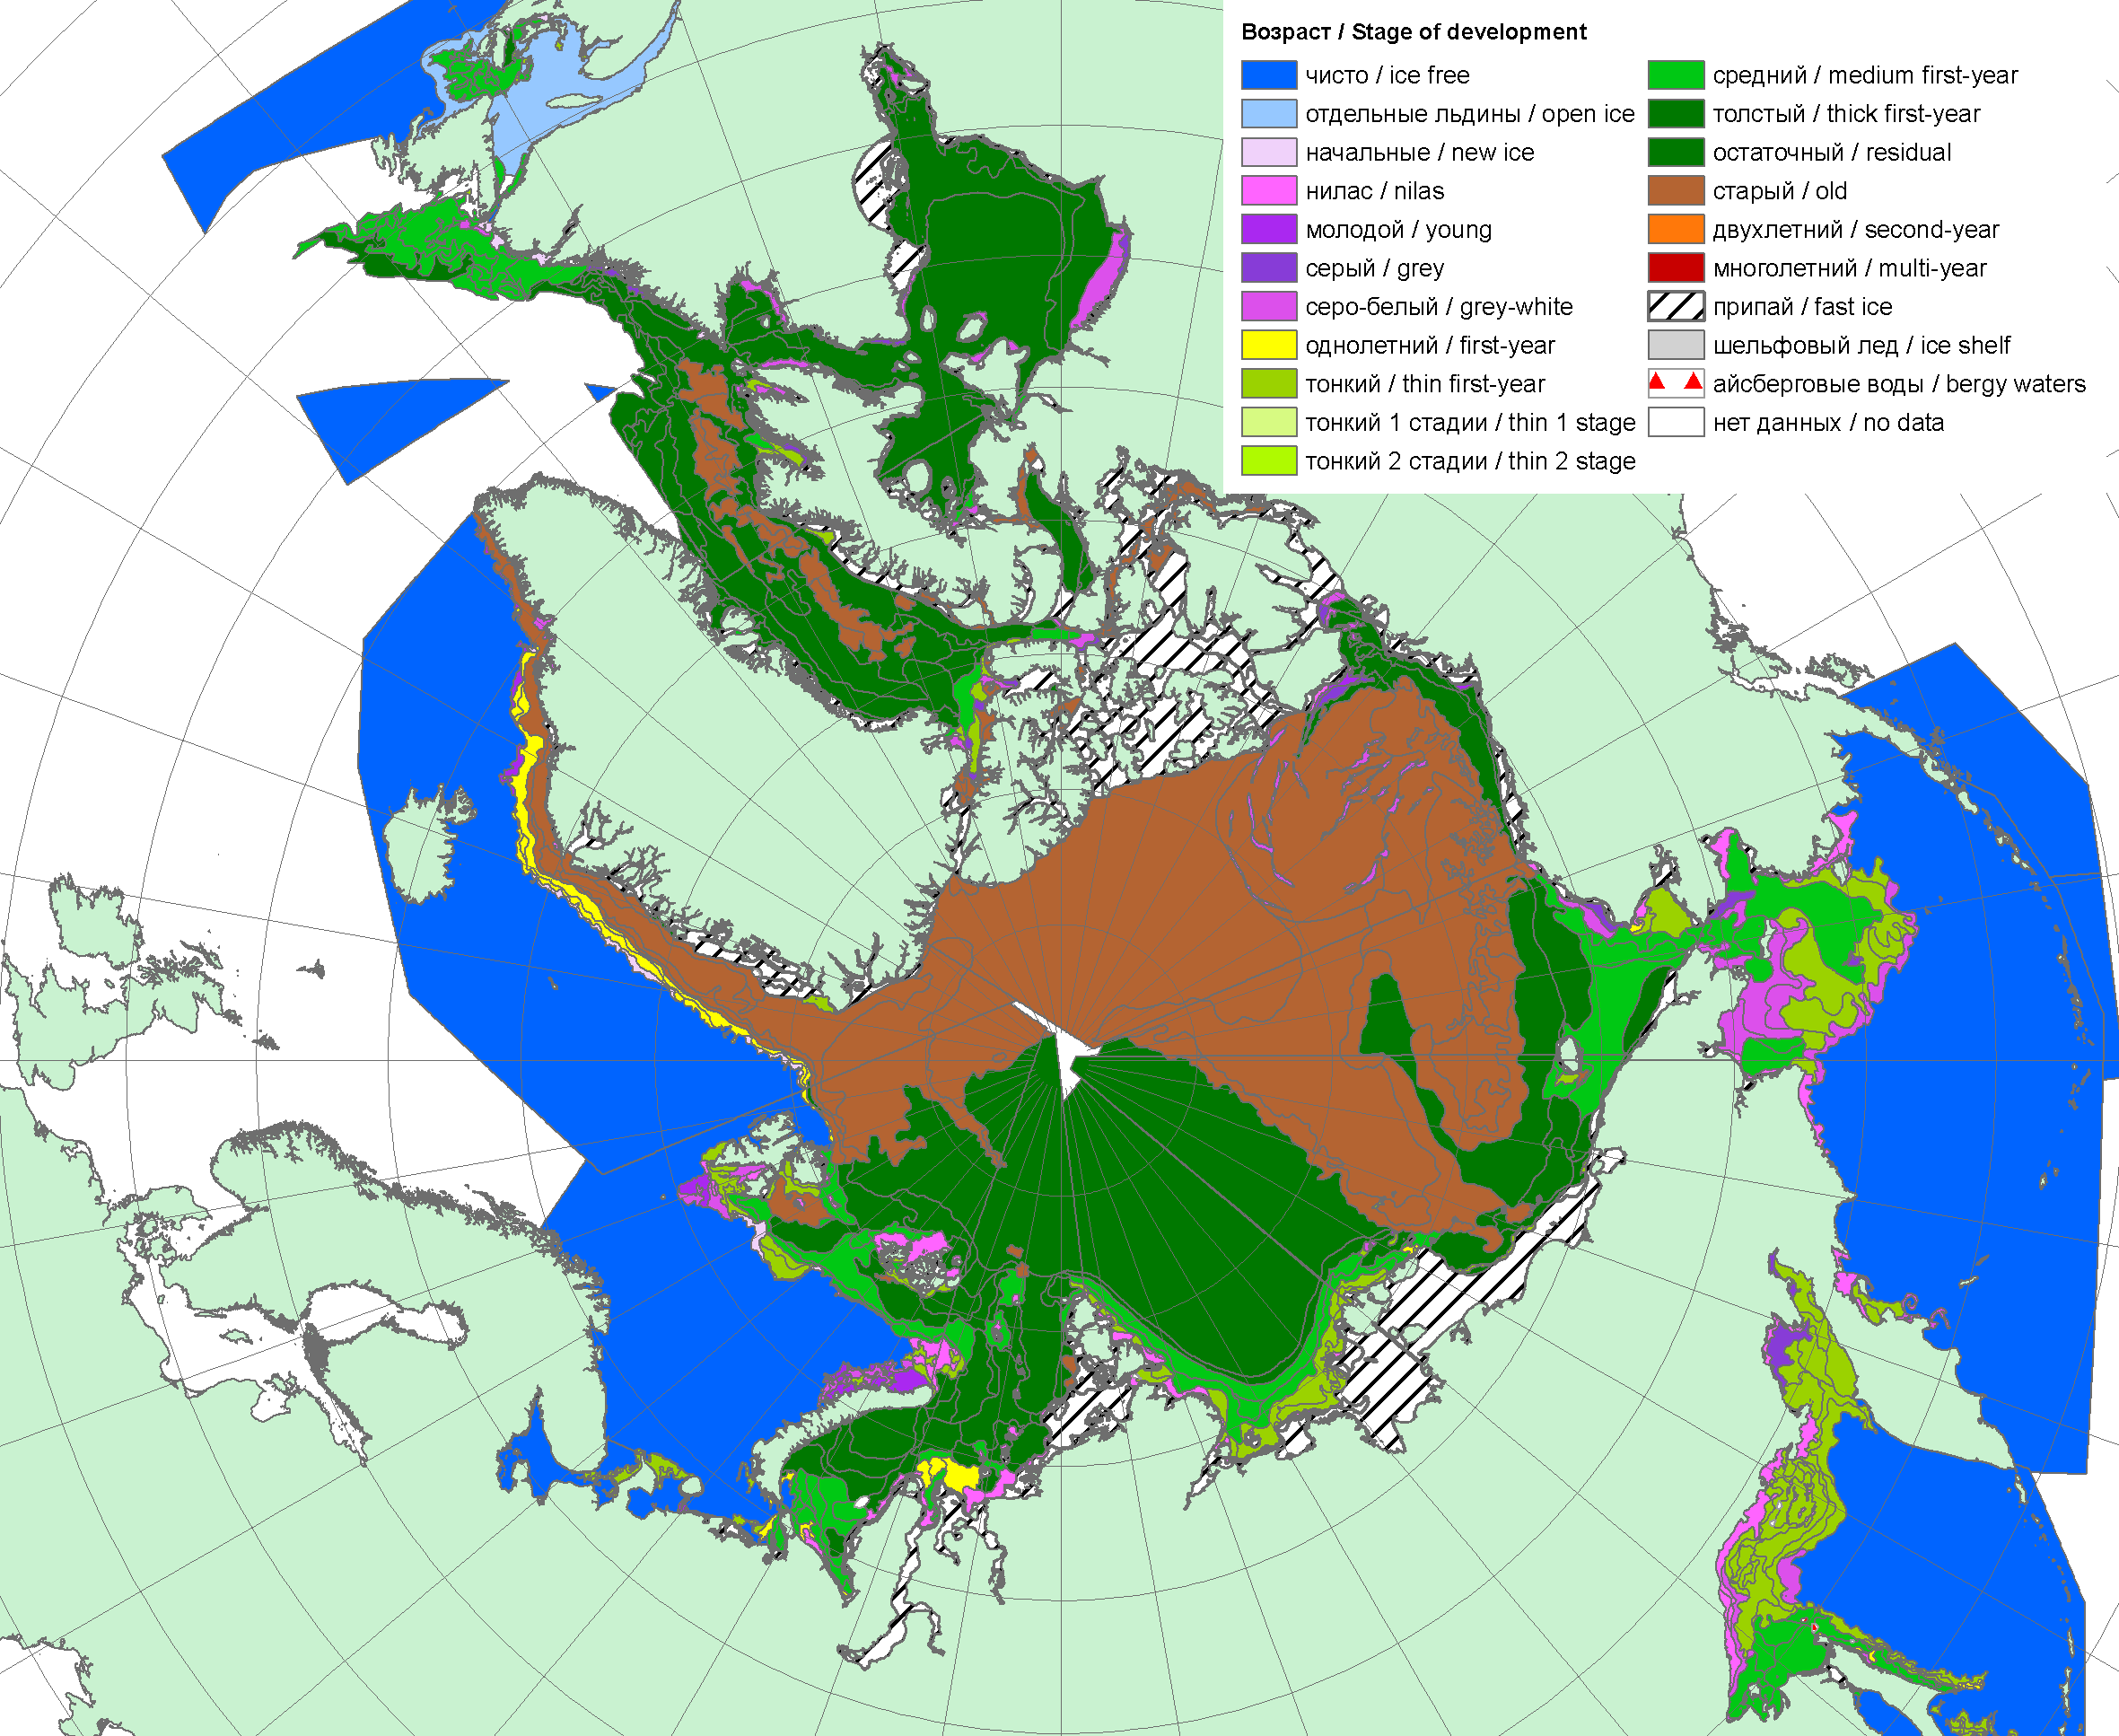 Возраст / Stage of development
чисто / ice free
отдельные льдины / open ice
начальные / new ice
нилас / nilas
молодой / young
серый / grey
серо-белый / grey-white
однолетний / first-year
тонкий / thin first-year
тонкий 1 стадии / thin 1 stage
тонкий 2 стадии / thin 2 stage
средний / medium first-year
толстый / thick first-year
остаточный / residual
старый / old
двухлетний / second-year
многолетний / multi-year
припай / fast ice
шельфовый лед / ice shelf
айсберговые воды / bergy waters
нет данных / no data